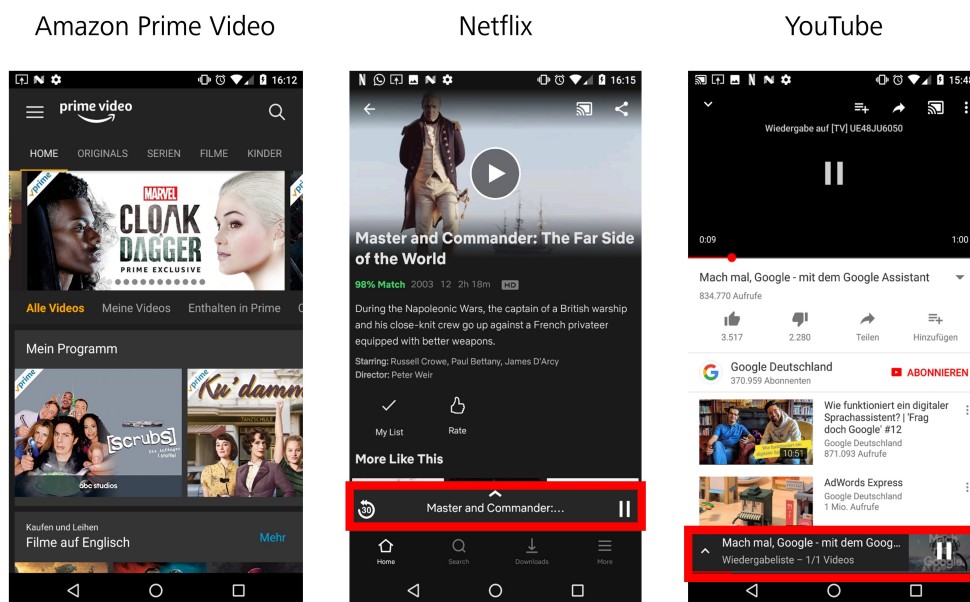 Amazon Prime Video
16:12
prime video
HOME ORIGINALS SERIEN FILME KINDER
prime
MARVEL
CLOAK
DAGGER
PRIME EXCLUSIVE
Alle Videos Meine Videos Enthalten in Prime
Mein Programm
prime
[scrubs]
abc studios
prime
Ku'damm
TANZSCHULE
Kaufen und Leihen
Filme auf Englisch
Mehr
Netflix
16:15
Master and Commander: The Far Side
of the World
98% Match 2003 12 2h 18m HD
During the Napoleonic Wars, the captain of a British warship
and his close-knit crew go up against a French privateer
equipped with better weapons.
Starring: Russell Crowe, Paul Bettany, James D'Arcy
Director: Peter Weir
My List Rate
More Like This
30 Master and Commander:...
Home Search Downloads More
YouTube
15:48
Wiedergabe auf [TV] UE48JU6050
0:09 1:00
Mach mal, Google - mit dem Google Assistant
834.770 Aufrufe
3.517 2.280 Teilen Hinzufügen
G
Google Deutschland
370.959 Abonnenten
ABONNIEREN
10:51
Wie funktioniert ein digitaler
Sprachassistent? | 'Frag
doch Google' #12
Google Deutschland
871.093 Aufrufe
AdWords Express
Google Deutschland
1 Mio. Aufrufe
Mach mal, Google - mit dem Goog...
Wiedergabeliste – 1/1 Videos